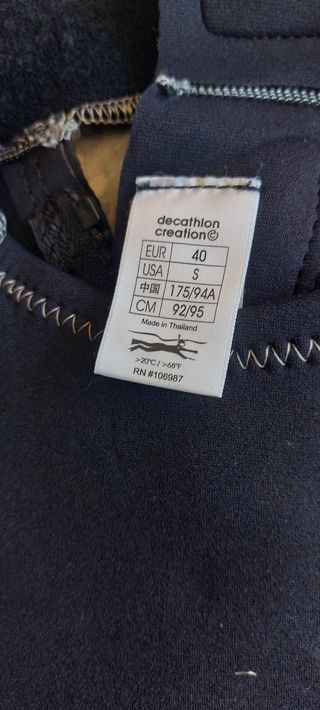 decathlon
creation©
EUR 40
USA S
中国 175/94A
CM 92/95
Made in Thailand
>20°C / >68°F
RN #106987